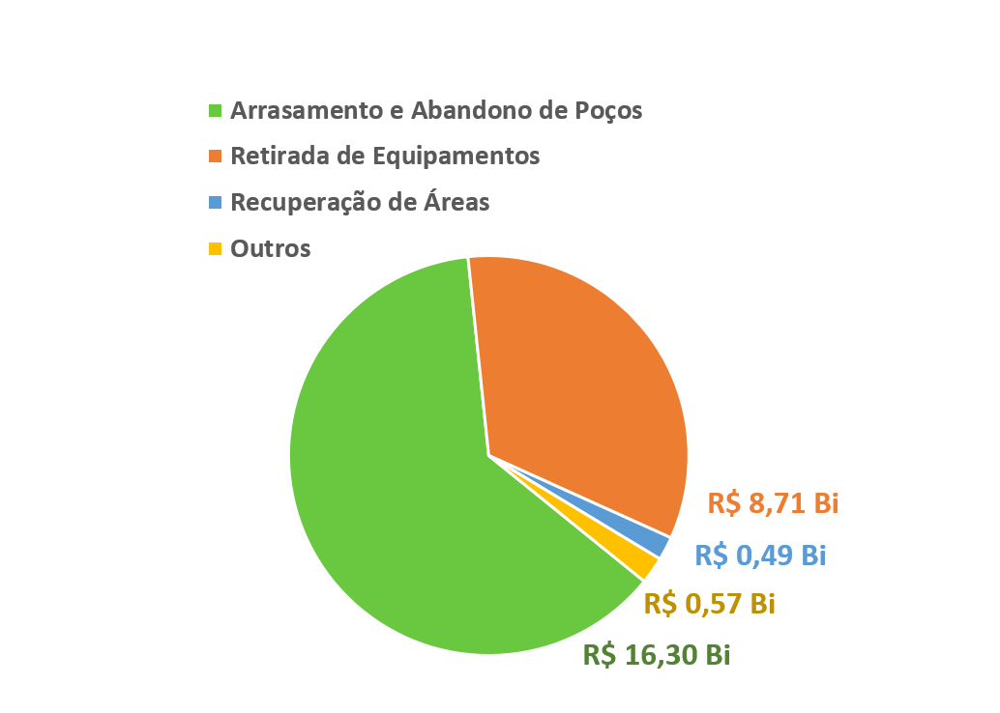 Arrasamento e Abandono de Poços
Retirada de Equipamentos
Recuperação de Áreas
Outros
R$ 8,71 Bi
R$ 0,49 Bi
R$ 0,57 Bi
R$ 16,30 Bi